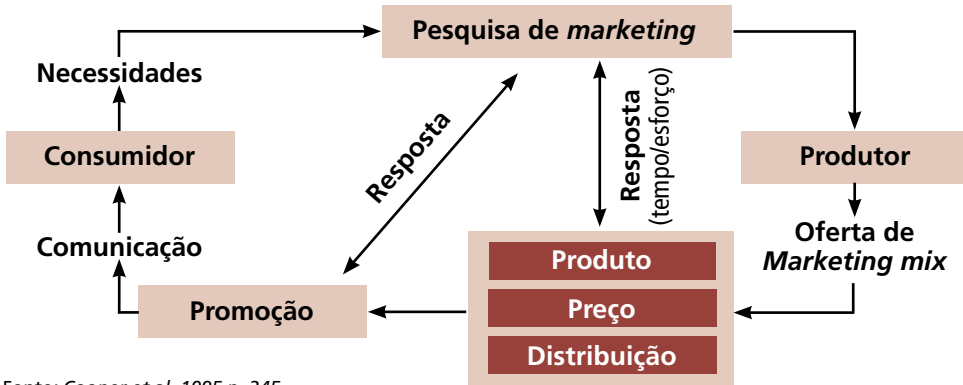 Pesquisa de marketing
Necessidades
Consumidor
Comunicação
Promoção
Resposta
Resposta
(tempo/esforço)
Produtor
Oferta de
Marketing mix
Produto
Preço
Distribuição